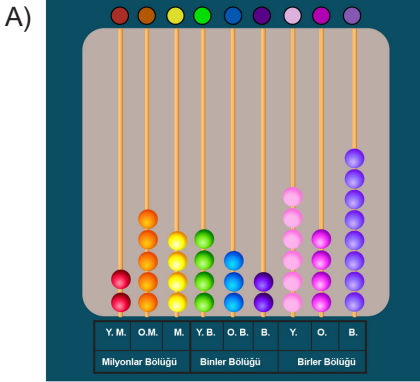 A)
Y. M. O.M. M. Y. B. O. B. B. Y. O. B.
Milyonlar Bölüğü Binler Bölüğü Birler Bölüğü